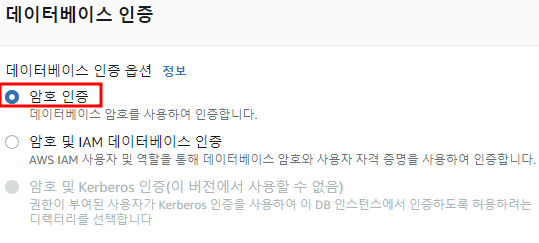 데이터베이스 인증
데이터베이스 인증 옵션 정보
암호 인증
데이터베이스 암호를 사용하여 인증합니다.
암호 및 IAM 데이터베이스 인증
AWS IAM 사용자 및 역할을 통해 데이터베이스 암호와 사용자 자격 증명을 사용하여 인증합니다.
암호 및 Kerberos 인증(이 버전에서 사용할 수 없음)
권한이 부여된 사용자가 Kerberos 인증을 사용하여 이 DB 인스턴스에서 인증하도록 허용하려는
디렉터리를 선택합니다